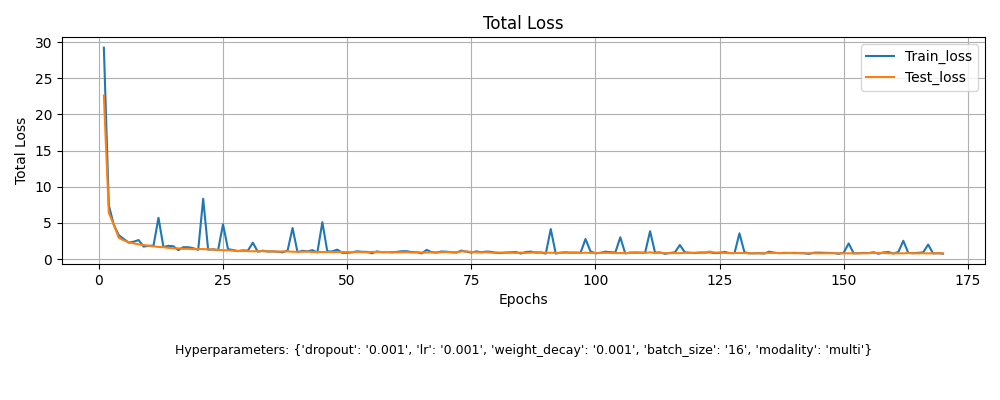 Total Loss
30
25
20
15
10
5
0
Total Loss
Train_loss
Test_loss
0 25 50 75 100 125 150 175
Epochs
Hyperparameters: {'dropout': '0.001', 'lr': '0.001', 'weight_decay': '0.001', 'batch_size': '16', 'modality': 'multi'}